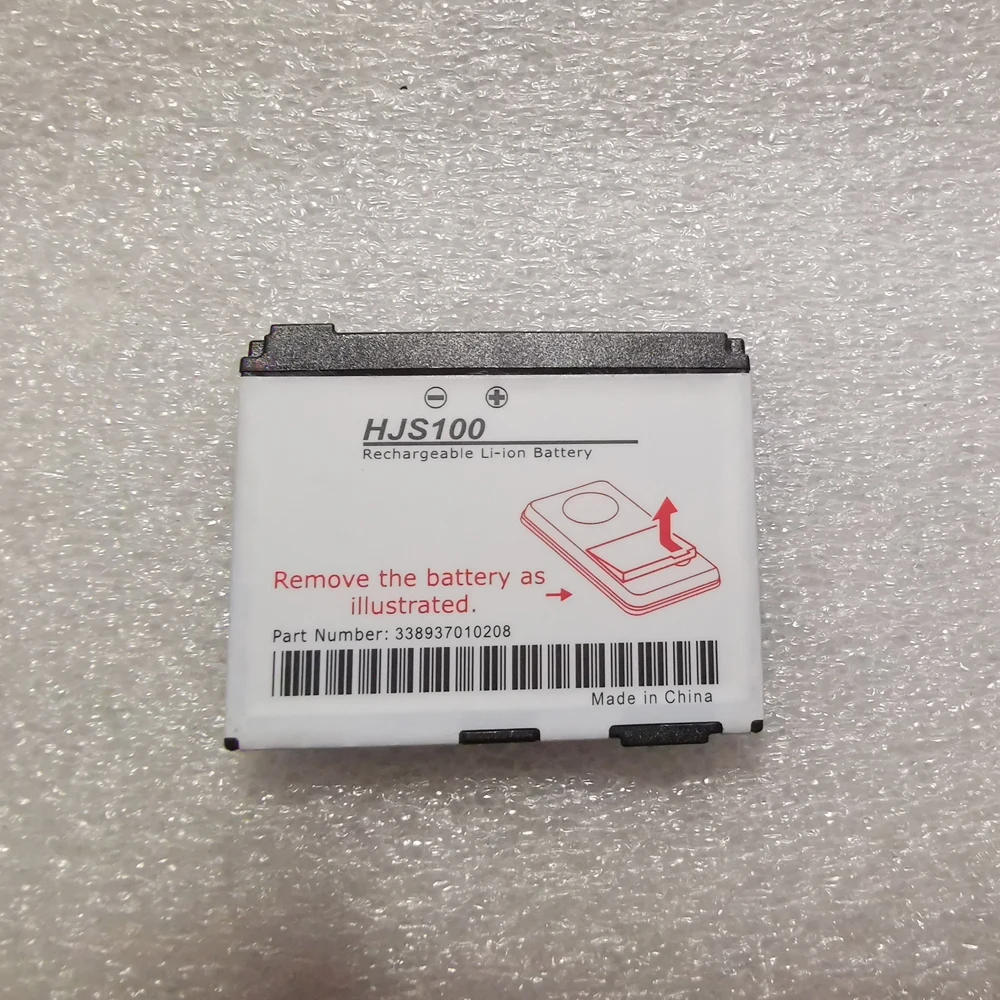 HJS100
Rechargeable Li-ion Battery
Remove the battery as
illustrated.
Part Number: 338937010208
Made in China